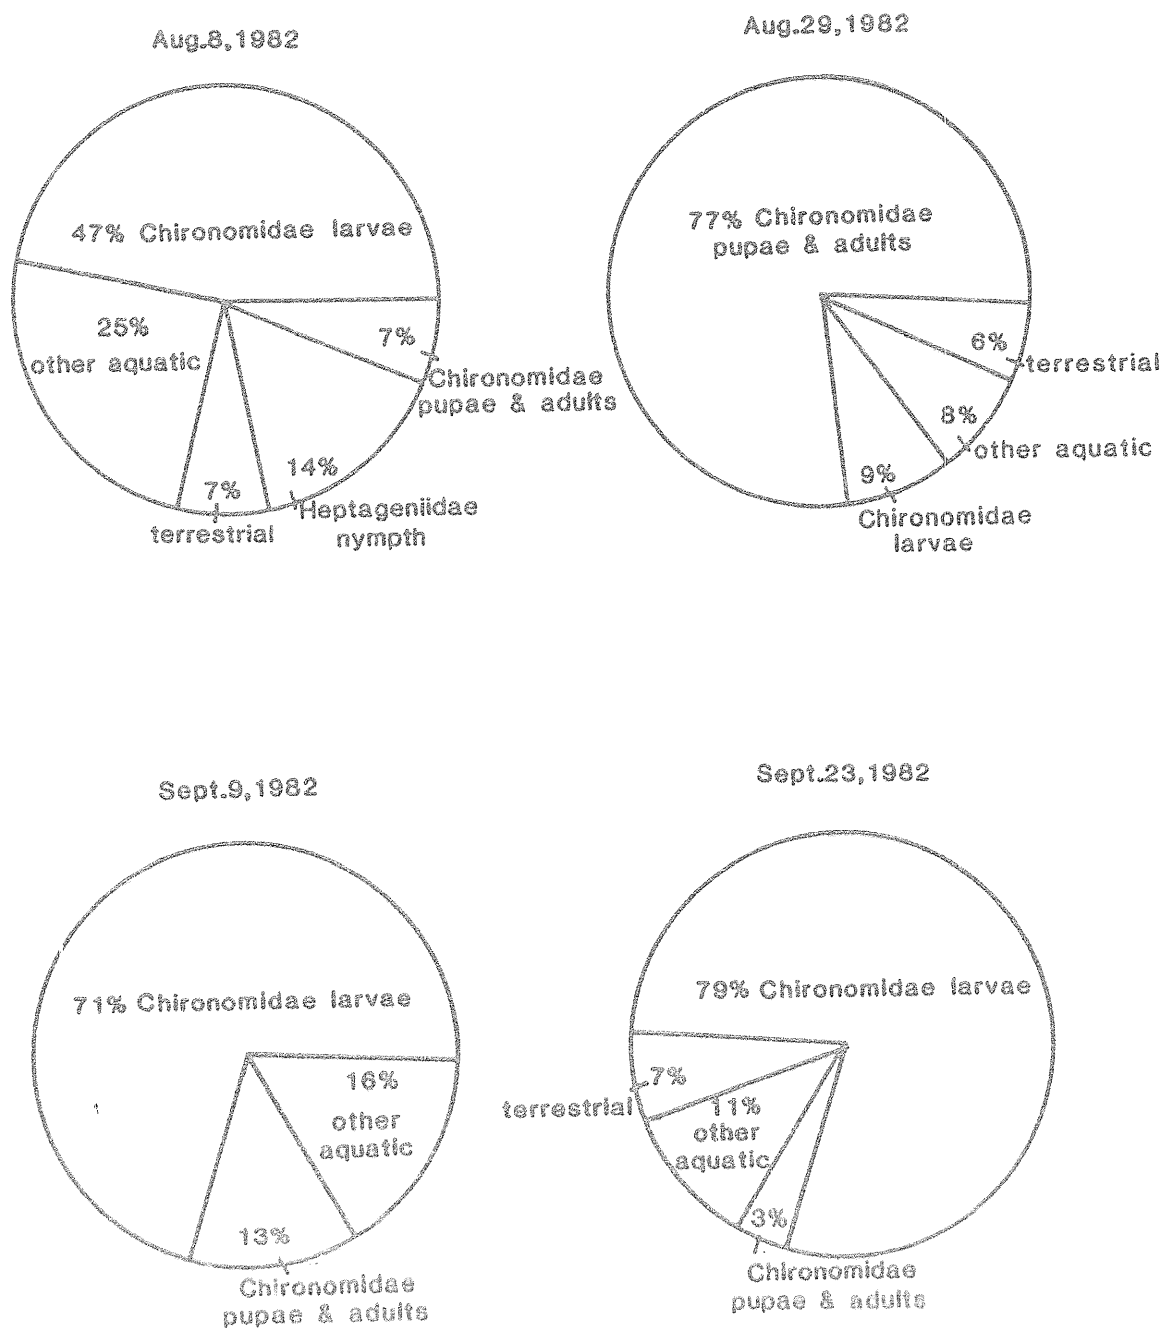 Aug.8,1982
47% Chironomidae larvae
25%
other aquatic
7%
Chironomidae
pupae & adults
14%
Heptageniidae
nympth
7%
terrestrial
Aug.29,1982
77% Chironomidae
pupae & adults
6%
terrestrial
8%
other aquatic
9%
Chironomidae
larvae
Sept.9,1982
71% Chironomidae larvae
16%
other
aquatic
13%
Chironomidae
pupae & adults
Sept.23,1982
79% Chironomidae larvae
7%
terrestrial
11%
other
aquatic
3%
Chironomidae
pupae & adults